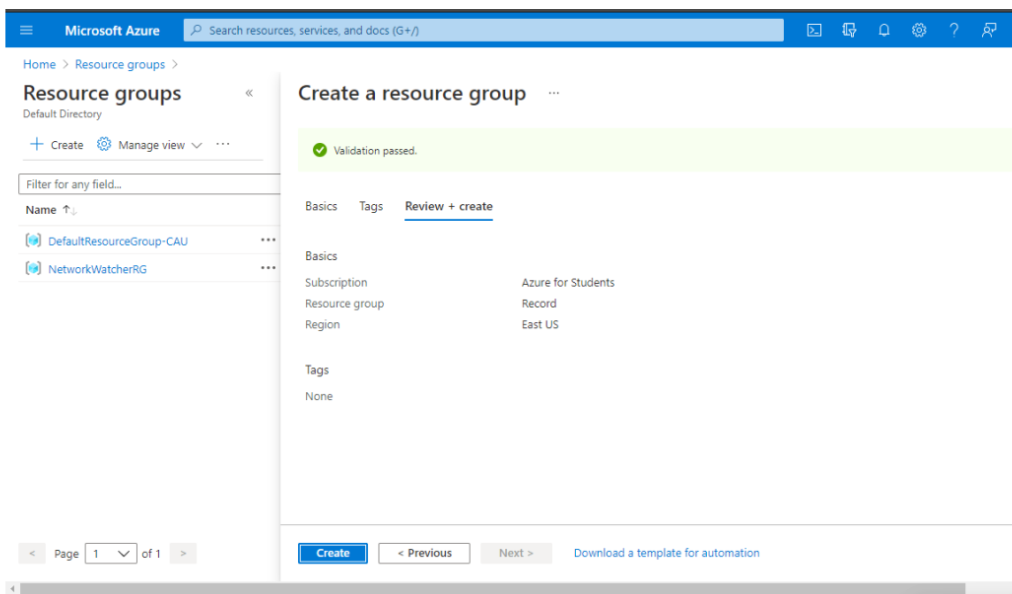 Microsoft Azure
Search resources, services, and docs (G+/)
Home > Resource groups >
Resource groups
Default Directory
+ Create Manage view ...
Filter for any field...
Name ↑↓
DefaultResourceGroup-CAU ...
NetworkWatcherRG ...
< Page 1 of 1 >
Create a resource group ...
Validation passed.
Basics Tags Review + create
Basics
Subscription Azure for Students
Resource group Record
Region East US
Tags
None
Create < Previous Next > Download a template for automation